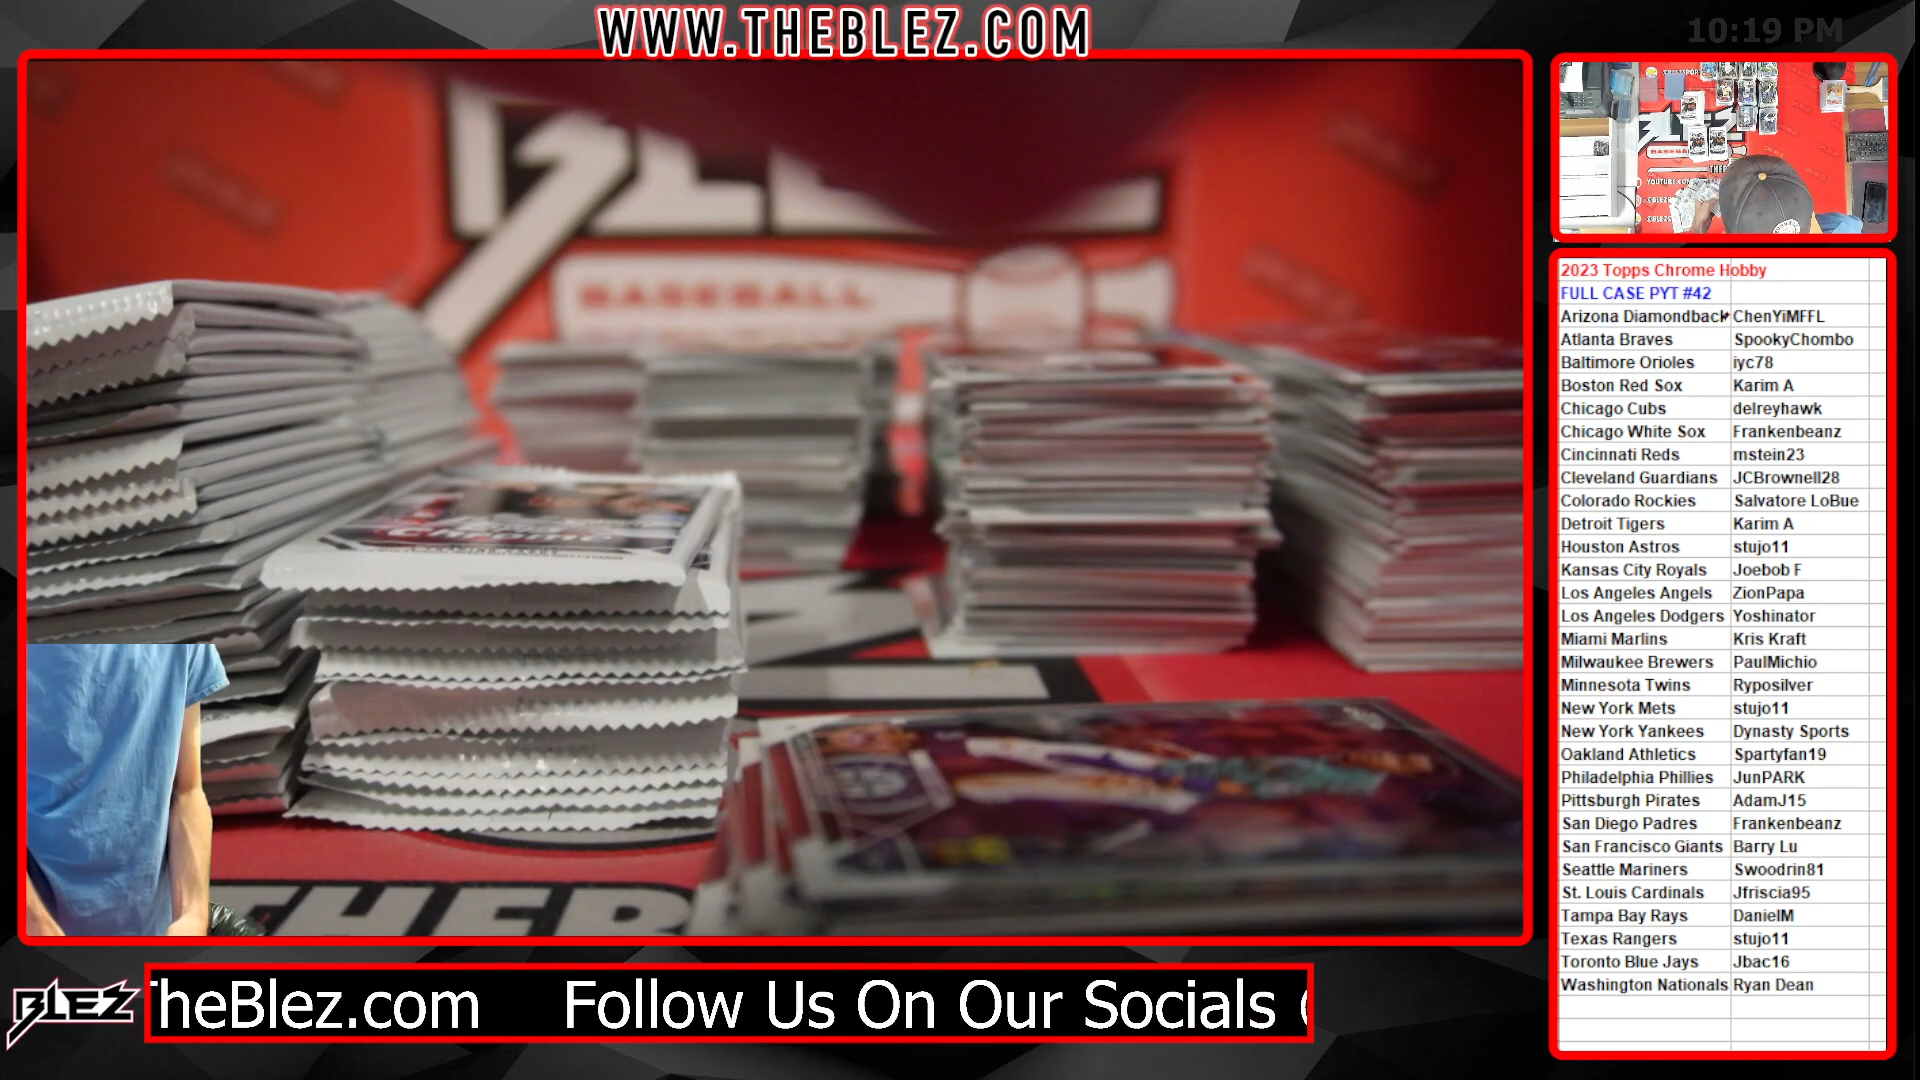 WWW.THEBLEZ.COM
10:19 PM
BLEZ
BASEBALL
Chrome
THEB
2023 Topps Chrome Hobby
FULL CASE PYT #42
Arizona Diamondback ChenYiMFFL
Atlanta Braves SpookyChombo
Baltimore Orioles iyc78
Boston Red Sox Karim A
Chicago Cubs delreyhawk
Chicago White Sox Frankenbeanz
Cincinnati Reds mstein23
Cleveland Guardians JCBrownell28
Colorado Rockies Salvatore LoBue
Detroit Tigers Karim A
Houston Astros stujo11
Kansas City Royals Joebob F
Los Angeles Angels ZionPapa
Los Angeles Dodgers Yoshinator
Miami Marlins Kris Kraft
Milwaukee Brewers PaulMichio
Minnesota Twins Ryposilver
New York Mets stujo11
New York Yankees Dynasty Sports
Oakland Athletics Spartyfan19
Philadelphia Phillies JunPARK
Pittsburgh Pirates AdamJ15
San Diego Padres Frankenbeanz
San Francisco Giants Barry Lu
Seattle Mariners Swoodrin81
St. Louis Cardinals Jfriscia95
Tampa Bay Rays DanielM
Texas Rangers stujo11
Toronto Blue Jays Jbac16
Washington Nationals Ryan Dean
BLEZ
TheBlez.com Follow Us On Our Socials